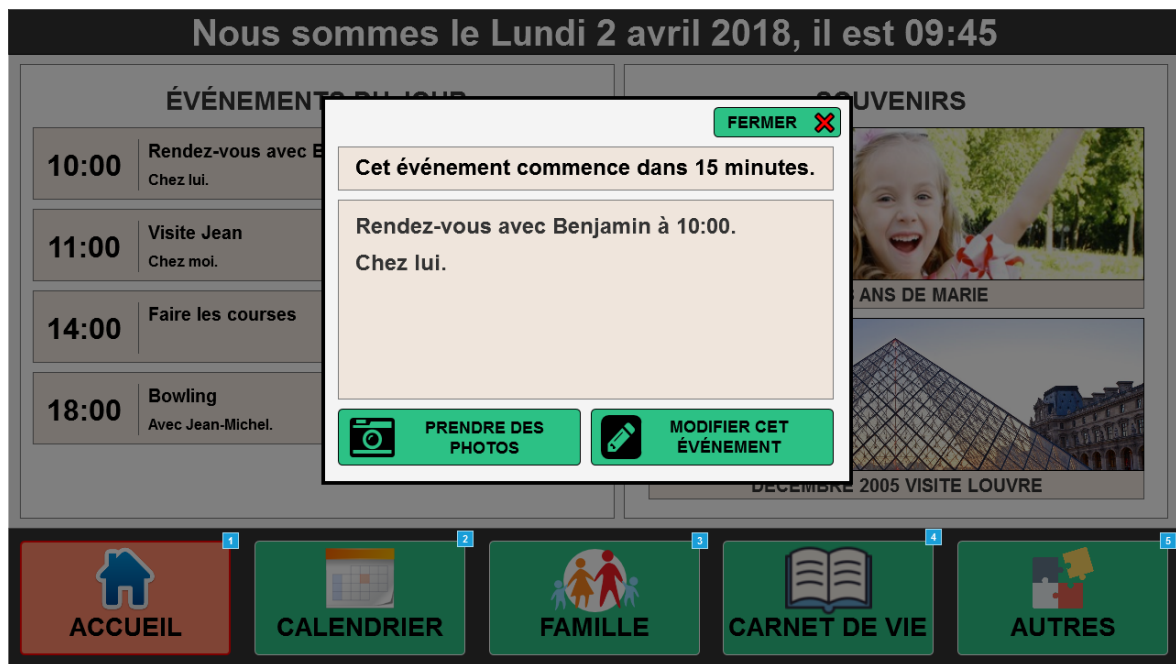 Nous sommes le Lundi 2 avril 2018, il est 09:45
ÉVÉNEMENTS DU JOUR
10:00
Rendez-vous avec
Chez lui.
11:00
Visite Jean
Chez moi.
14:00
Faire les courses
18:00
Bowling
Avec Jean-Michel.
FERMER
Cet événement commence dans 15 minutes.
Rendez-vous avec Benjamin à 10:00.
Chez lui.
PRENDRE DES
PHOTOS
MODIFIER CET
ÉVÉNEMENT
SOUVENIRS
ANS DE MARIE
DÉCEMBRE 2005 VISITE LOUVRE
1
ACCUEIL
2
CALENDRIER
3
FAMILLE
4
CARNET DE VIE
5
AUTRES